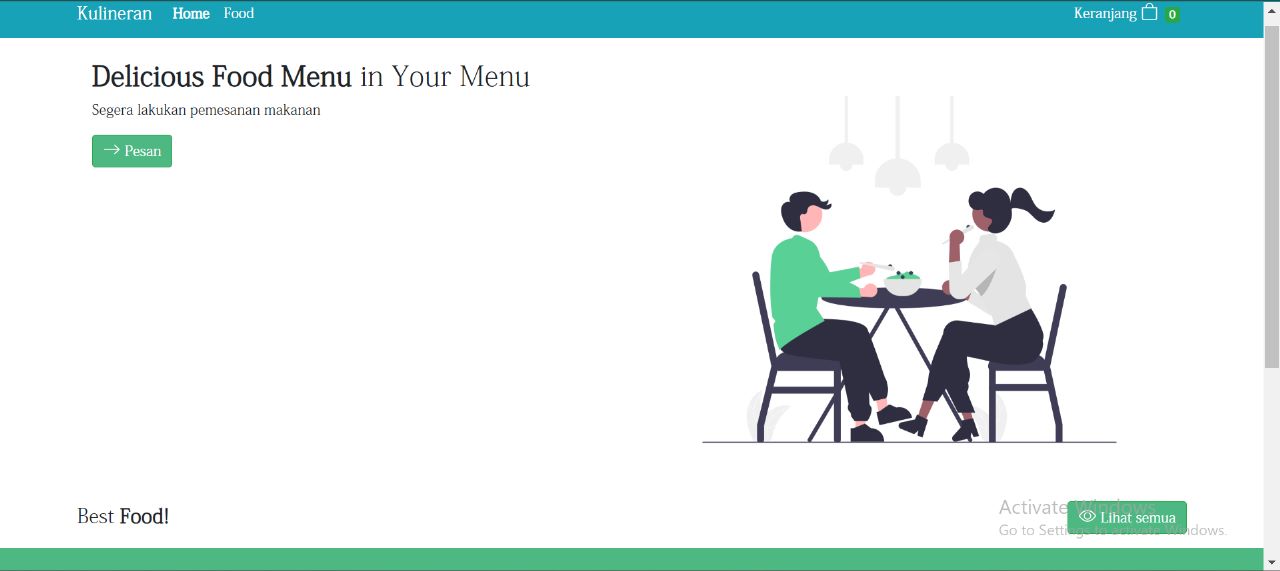 Kulineran Home Food Keranjang 0
Delicious Food Menu in Your Menu
Segera lakukan pemesanan makanan
Pesan
Best Food!
Lihat semua
Activate Windows
Go to Settings to activate Windows.